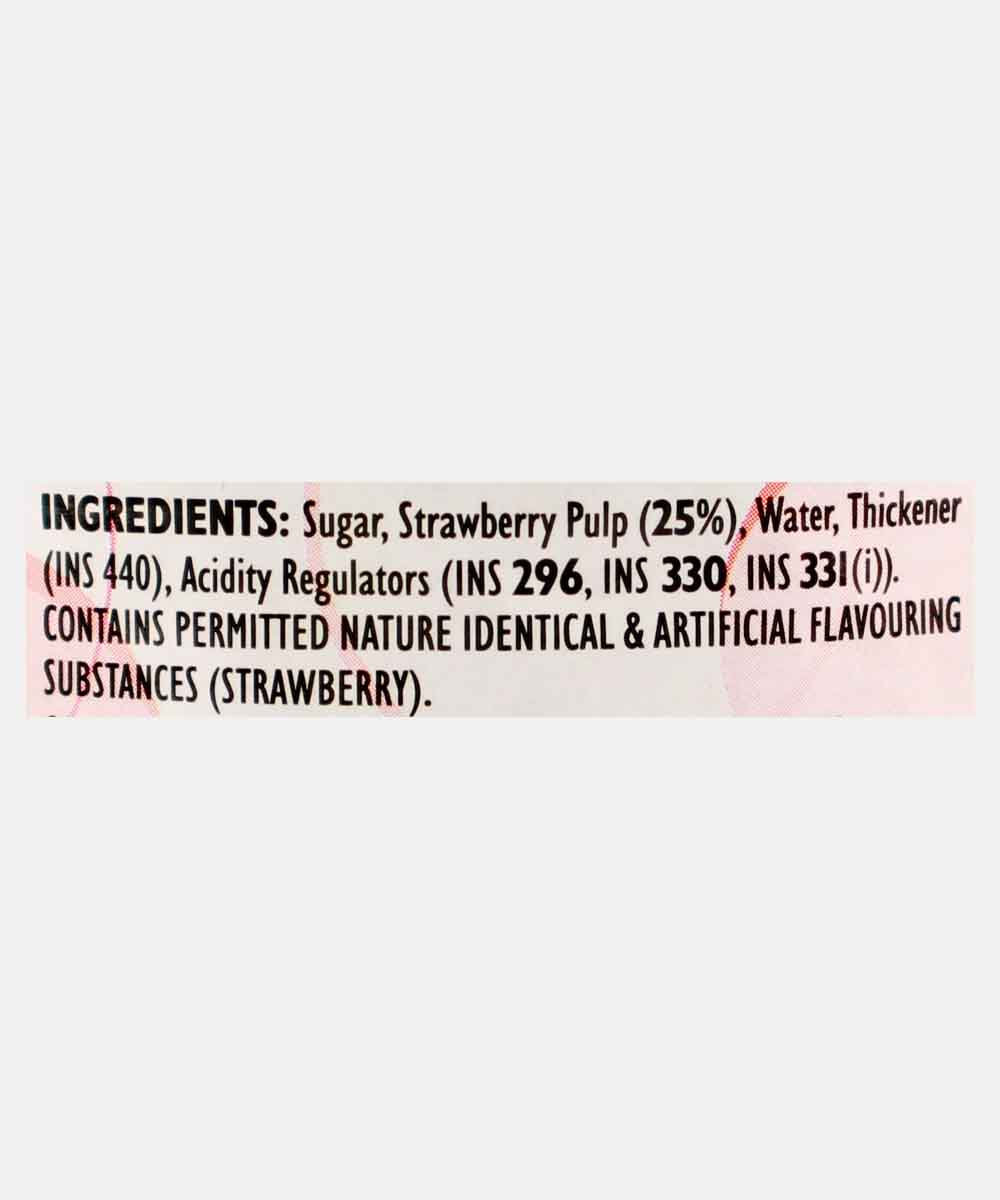 INGREDIENTS: Sugar, Strawberry Pulp (25%), Water, Thickener
(INS 440), Acidity Regulators (INS 296, INS 330, INS 331(i)).
CONTAINS PERMITTED NATURE IDENTICAL & ARTIFICIAL FLAVOURING
SUBSTANCES (STRAWBERRY).